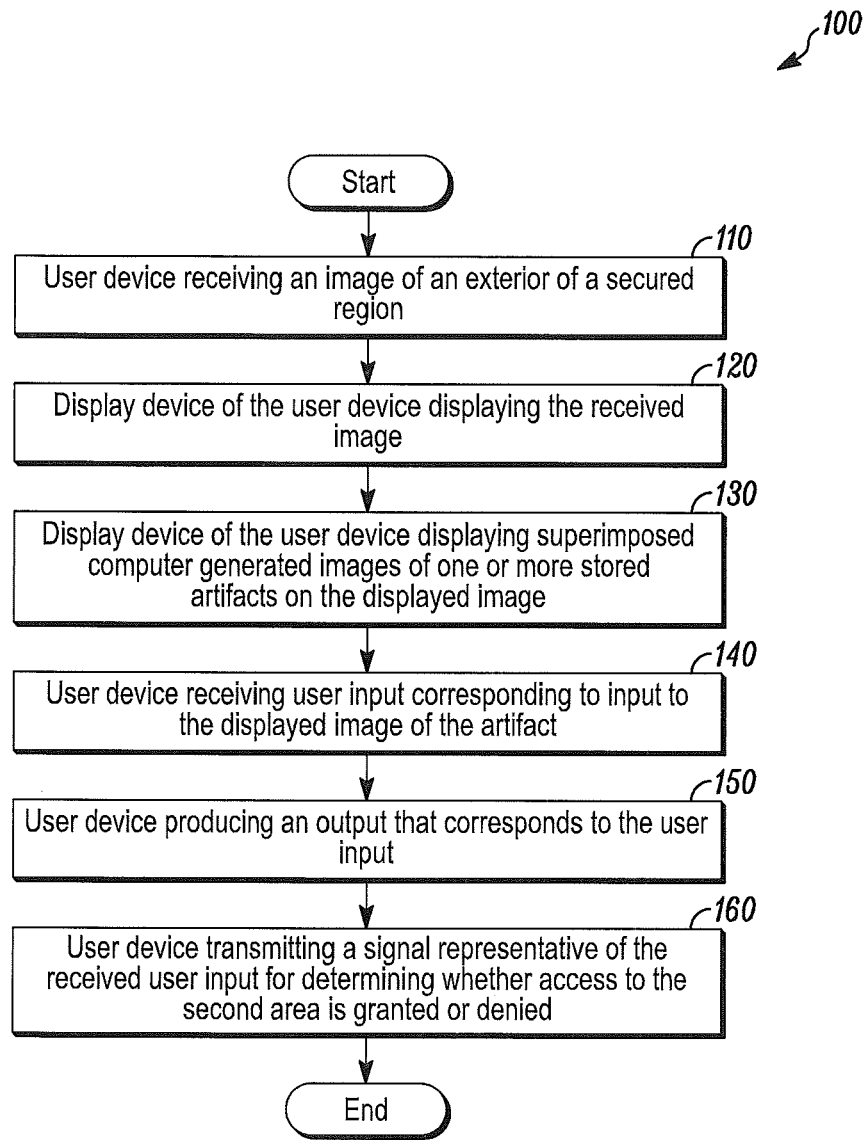 100
Start
110
User device receiving an image of an exterior of a secured
region
120
Display device of the user device displaying the received
image
130
Display device of the user device displaying superimposed
computer generated images of one or more stored
artifacts on the displayed image
140
User device receiving user input corresponding to input to
the displayed image of the artifact
150
User device producing an output that corresponds to the user
input
160
User device transmitting a signal representative of the
received user input for determining whether access to the
second area is granted or denied
End